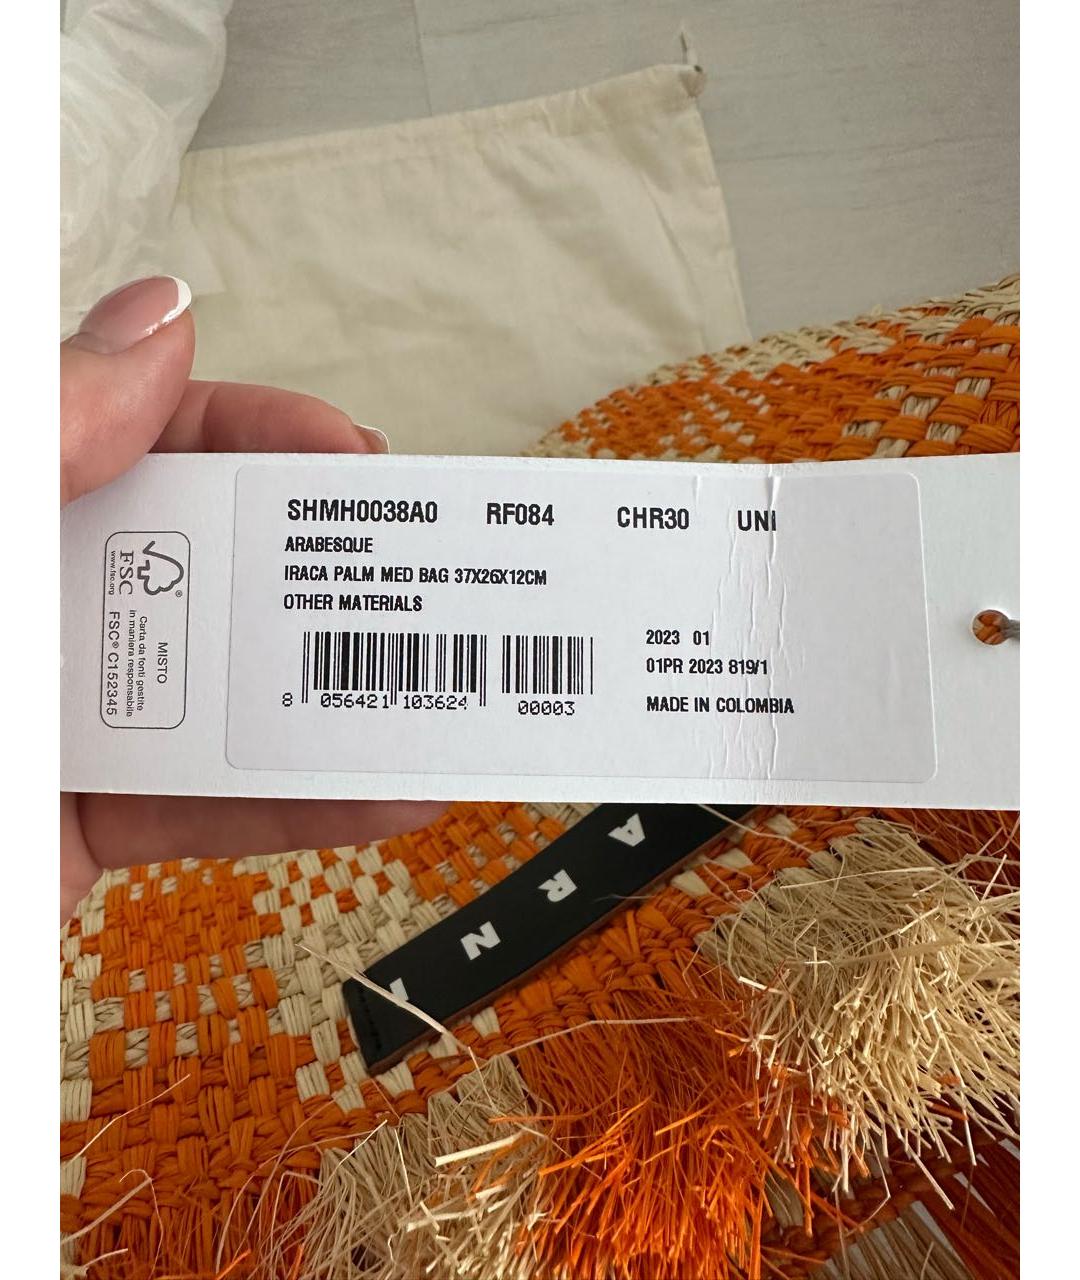 SHMH0038A0 RF084 CHR30 UNI
ARABESQUE
IRACA PALM MED BAG 37X26X12CM
OTHER MATERIALS
8 056421 103624 00003
2023 01
01PR 2023 819/1
MADE IN COLOMBIA
FSC®
www.fsc.org
MISTO
Carta da fonti gestite
in maniera responsabile
FSC® C152345
ARN